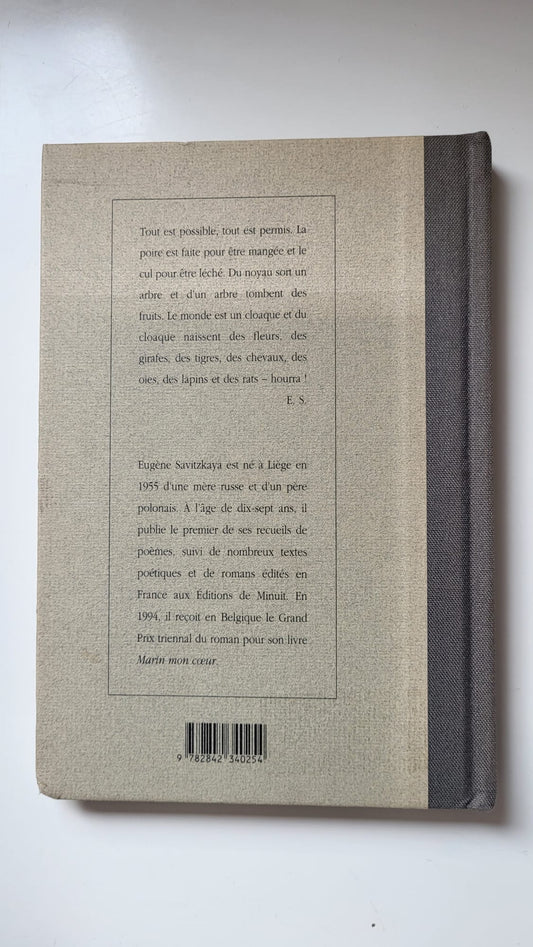 Tout est possible, tout est permis. La
poire est faite pour être mangée et le
cul pour être léché. Du noyau sort un
arbre et d'un arbre tombent des
fruits. Le monde est un cloaque et du
cloaque naissent des fleurs, des
girafes, des tigres, des chevaux, des
oies, des lapins et des rats – hourra !
E. S.
Eugène Savitzkaya est né à Liège en
1955 d'une mère russe et d'un père
polonais. À l'âge de dix-sept ans, il
publie le premier de ses recueils de
poèmes, suivi de nombreux textes
poétiques et de romans édités en
France aux Éditions de Minuit. En
1994, il reçoit en Belgique le Grand
Prix triennal du roman pour son livre
Marin mon cœur.
9 782842 340254